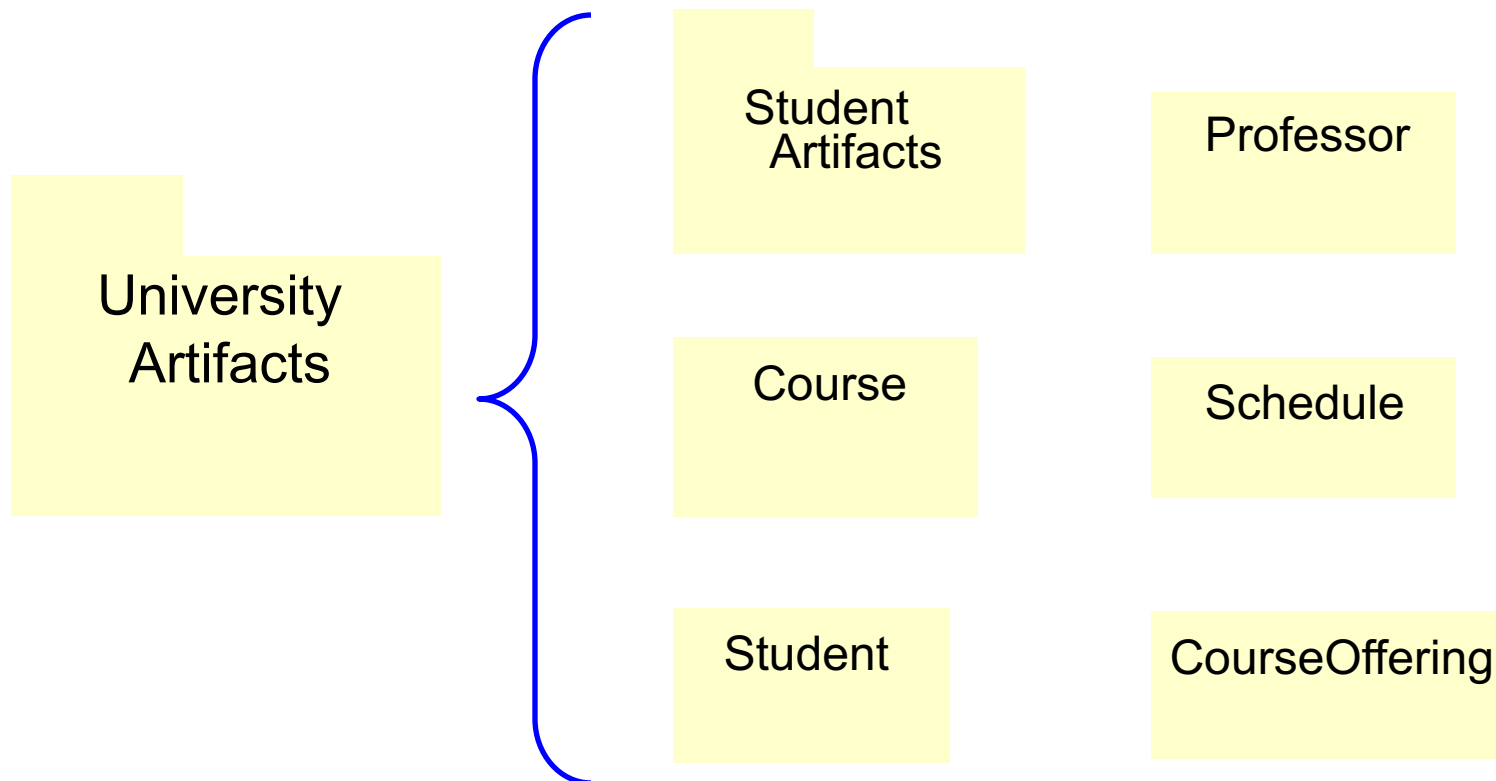 University
Artifacts
Student
Artifacts
Professor
Course
Schedule
Student
CourseOffering